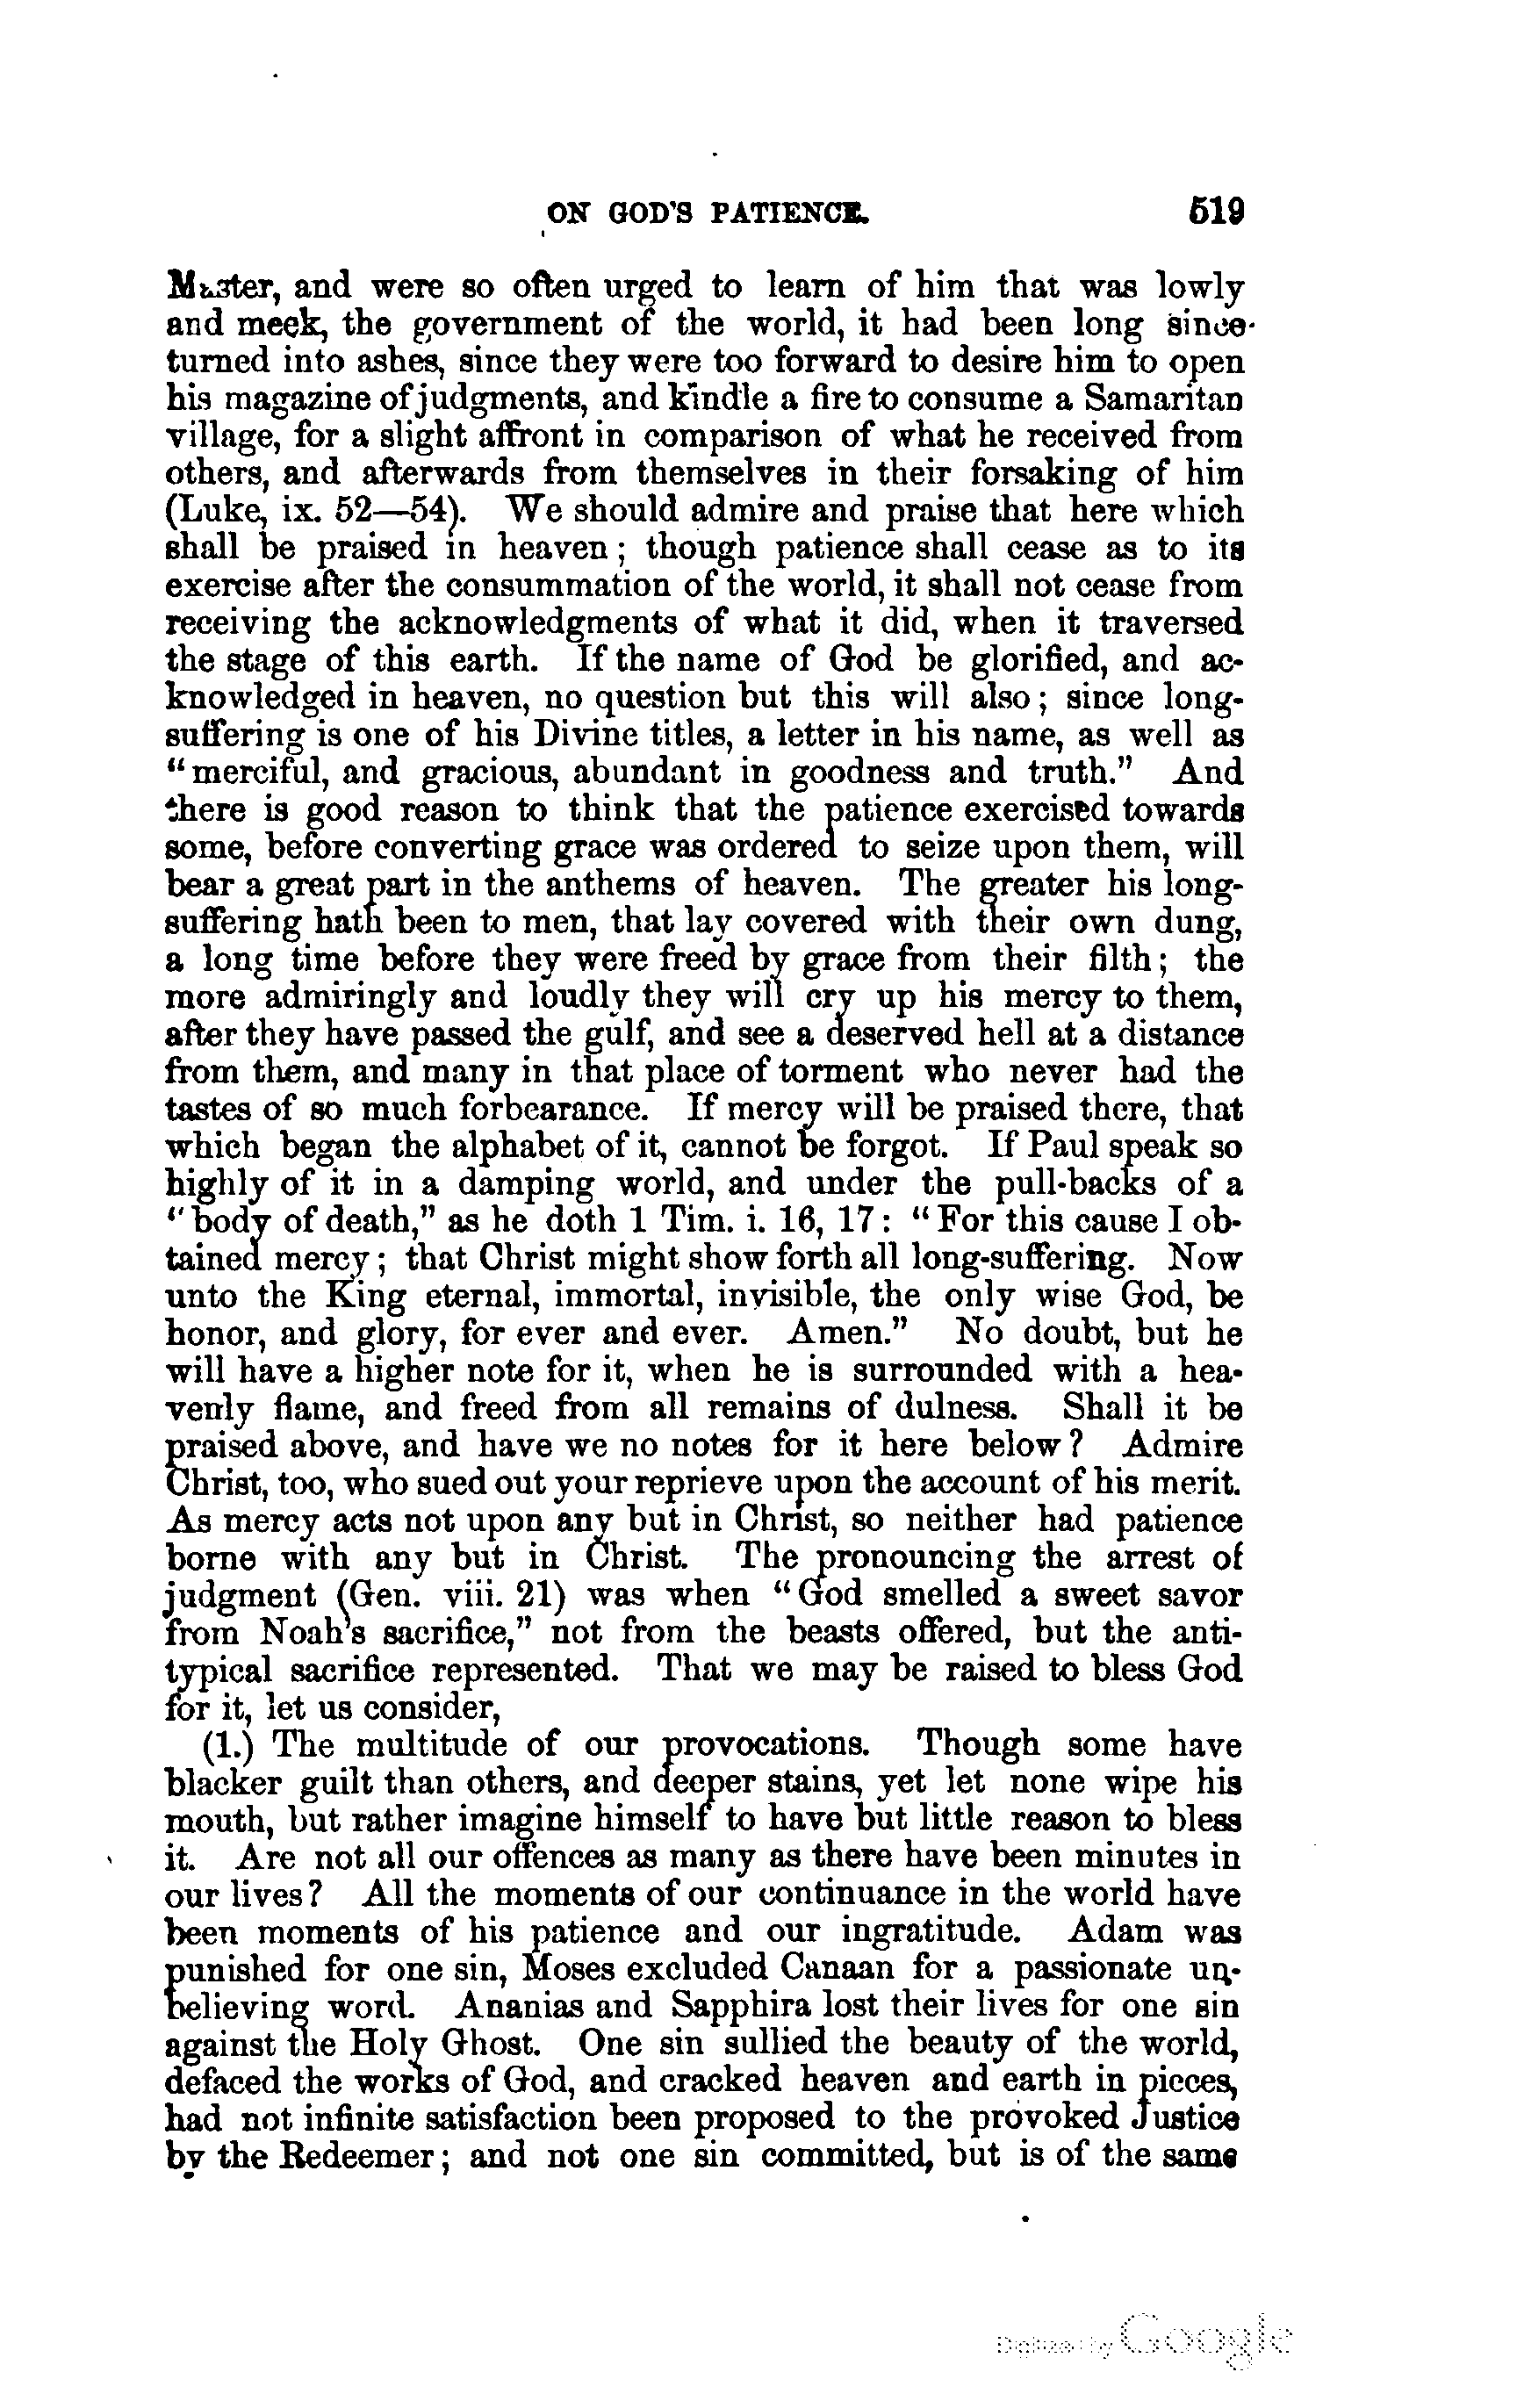 ON GOD'S PATIENCE. 519
Master, and were so often urged to learn of him that was lowly
and meek, the government of the world, it had been long since
turned into ashes, since they were too forward to desire him to open
his magazine of judgments, and kindle a fire to consume a Samaritan
village, for a slight affront in comparison of what he received from
others, and afterwards from themselves in their forsaking of him
(Luke, ix. 52—54). We should admire and praise that here which
shall be praised in heaven; though patience shall cease as to its
exercise after the consummation of the world, it shall not cease from
receiving the acknowledgments of what it did, when it traversed
the stage of this earth. If the name of God be glorified, and ac-
knowledged in heaven, no question but this will also; since long-
suffering is one of his Divine titles, a letter in his name, as well as
"merciful, and gracious, abundant in goodness and truth." And
there is good reason to think that the patience exercised towards
some, before converting grace was ordered to seize upon them, will
bear a great part in the anthems of heaven. The greater his long-
suffering hath been to men, that lay covered with their own dung,
a long time before they were freed by grace from their filth; the
more admiringly and loudly they will cry up his mercy to them,
after they have passed the gulf, and see a deserved hell at a distance
from them, and many in that place of torment who never had the
tastes of so much forbearance. If mercy will be praised there, that
which began the alphabet of it, cannot be forgot. If Paul speak so
highly of it in a damping world, and under the pull-backs of a
"body of death," as he doth 1 Tim. i. 16, 17: "For this cause I ob-
tained mercy; that Christ might show forth all long-suffering. Now
unto the King eternal, immortal, invisible, the only wise God, be
honor, and glory, for ever and ever. Amen." No doubt, but he
will have a higher note for it, when he is surrounded with a hea-
venly flame, and freed from all remains of dulness. Shall it be
praised above, and have we no notes for it here below? Admire
Christ, too, who sued out your reprieve upon the account of his merit.
As mercy acts not upon any but in Christ, so neither had patience
borne with any but in Christ. The pronouncing the arrest of
judgment (Gen. viii. 21) was when "God smelled a sweet savor
from Noah's sacrifice," not from the beasts offered, but the anti-
typical sacrifice represented. That we may be raised to bless God
for it, let us consider,
(1.) The multitude of our provocations. Though some have
blacker guilt than others, and deeper stains, yet let none wipe his
mouth, but rather imagine himself to have but little reason to bless
it. Are not all our offences as many as there have been minutes in
our lives? All the moments of our continuance in the world have
been moments of his patience and our ingratitude. Adam was
punished for one sin, Moses excluded Canaan for a passionate un-
believing word. Ananias and Sapphira lost their lives for one sin
against the Holy Ghost. One sin sullied the beauty of the world,
defaced the works of God, and cracked heaven and earth in pieces,
had not infinite satisfaction been proposed to the provoked Justice
by the Redeemer; and not one sin committed, but is of the same
Digitized by Google